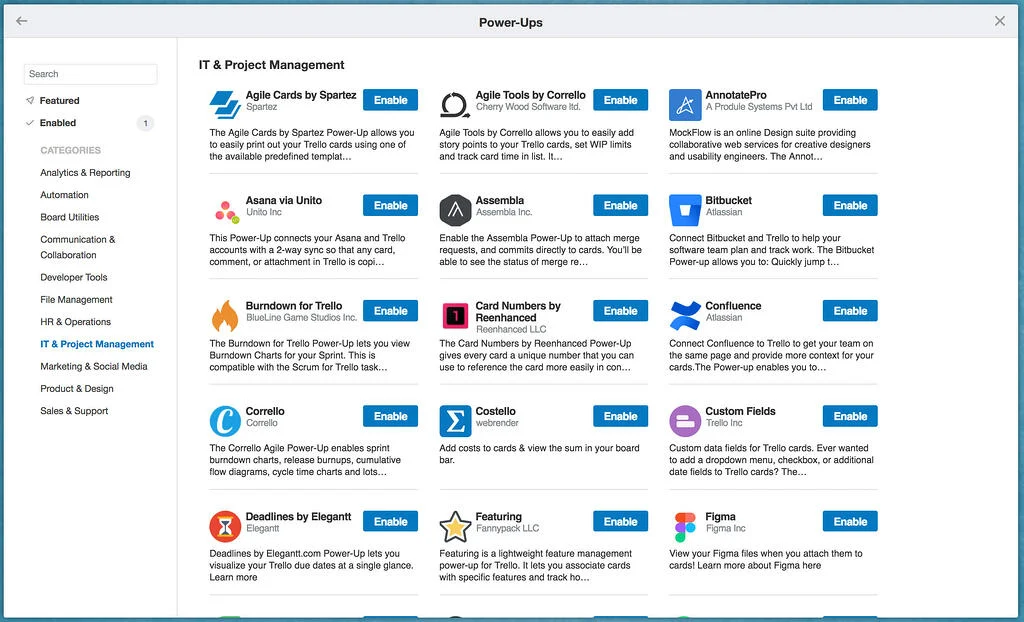 Power-Ups
Search
Featured
Enabled
1
CATEGORIES
Analytics & Reporting
Automation
Board Utilities
Communication &
Collaboration
Developer Tools
File Management
HR & Operations
IT & Project Management
Marketing & Social Media
Product & Design
Sales & Support
IT & Project Management
Agile Cards by Spartez
Spartez
Enable
The Agile Cards by Spartez Power-Up allows you
to easily print out your Trello cards using one of
the available predefined templat…
Agile Tools by Corrello
Cherry Wood Software ltd.
Enable
Agile Tools by Corrello allows you to easily add
story points to your Trello cards, set WIP limits
and track card time in list. It…
AnnotatePro
A Produle Systems Pvt Ltd
Enable
MockFlow is an online Design suite providing
collaborative web services for creative designers
and usability engineers. The Annot…
Asana via Unito
Unito Inc
Enable
This Power-Up connects your Asana and Trello
accounts with a 2-way sync so that any card,
comment, or attachment in Trello is copi…
Assembla
Assembla Inc.
Enable
Enable the Assembla Power-Up to attach merge
requests, and commits directly to cards. You'll be
able to see the status of merge re…
Bitbucket
Atlassian
Enable
Connect Bitbucket and Trello to help your
software team plan and track work. The Bitbucket
Power-up allows you to: Quickly jump t…
Burndown for Trello
BlueLine Game Studios Inc.
Enable
The Burndown for Trello Power-Up lets you view
Burndown Charts for your Sprint. This is
compatible with the Scrum for Trello task…
1
Card Numbers by
Reenhanced
Reenhanced LLC
Enable
The Card Numbers by Reenhanced Power-Up
gives every card a unique number that you can
use to reference the card more easily in con…
Confluence
Atlassian
Enable
Connect Confluence to Trello to get your team on
the same page and provide more context for your
cards.The Power-up enables you to…
C
Corrello
Corrello
Enable
The Corrello Agile Power-Up enables sprint
burndown charts, release burnups, cumulative
flow diagrams, cycle time charts and lots…
Σ
Costello
webrender
Enable
Add costs to cards & view the sum in your board
bar.
Custom Fields
Trello Inc
Enable
Custom data fields for Trello cards. Ever wanted
to add a dropdown menu, checkbox, or additional
date fields to Trello cards? The…
Deadlines by Elegantt
Elegantt
Enable
Deadlines by Elegantt.com Power-Up lets you
visualize your Trello due dates at a single glance.
Learn more
Featuring
Fannypack LLC
Enable
Featuring is a lightweight feature management
power-up for Trello. It lets you associate cards
with specific features and track ho…
Figma
Figma Inc
Enable
View your Figma files when you attach them to
cards! Learn more about Figma here